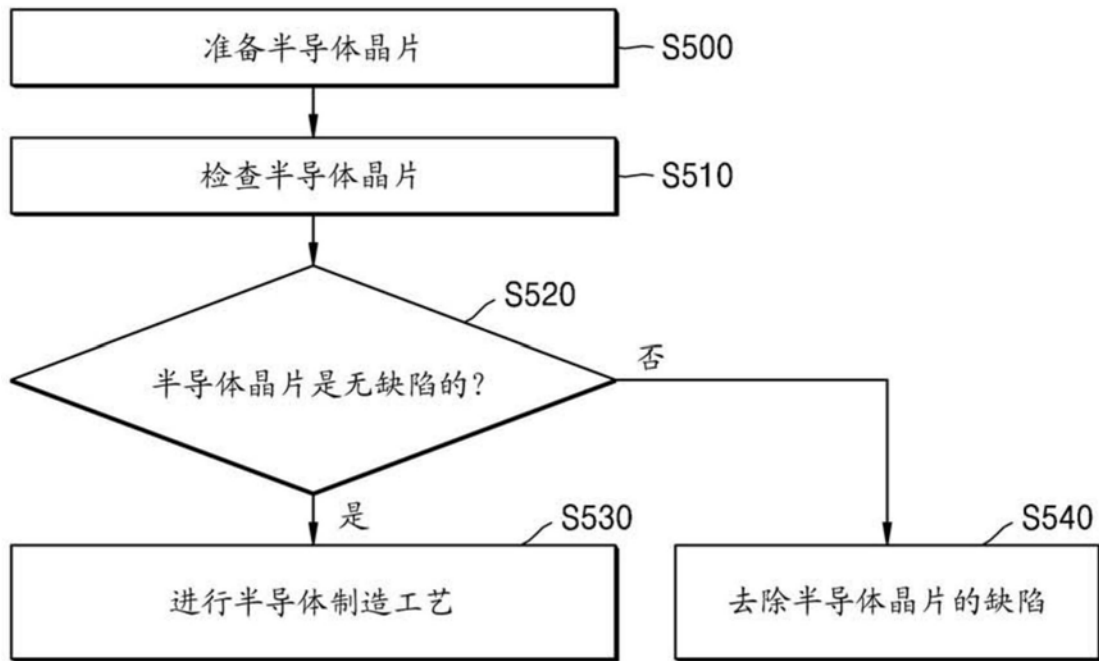 准备半导体晶片
S500
检查半导体晶片
S510
S520
半导体晶片是无缺陷的?
否
是
S530
进行半导体制造工艺
S540
去除半导体晶片的缺陷